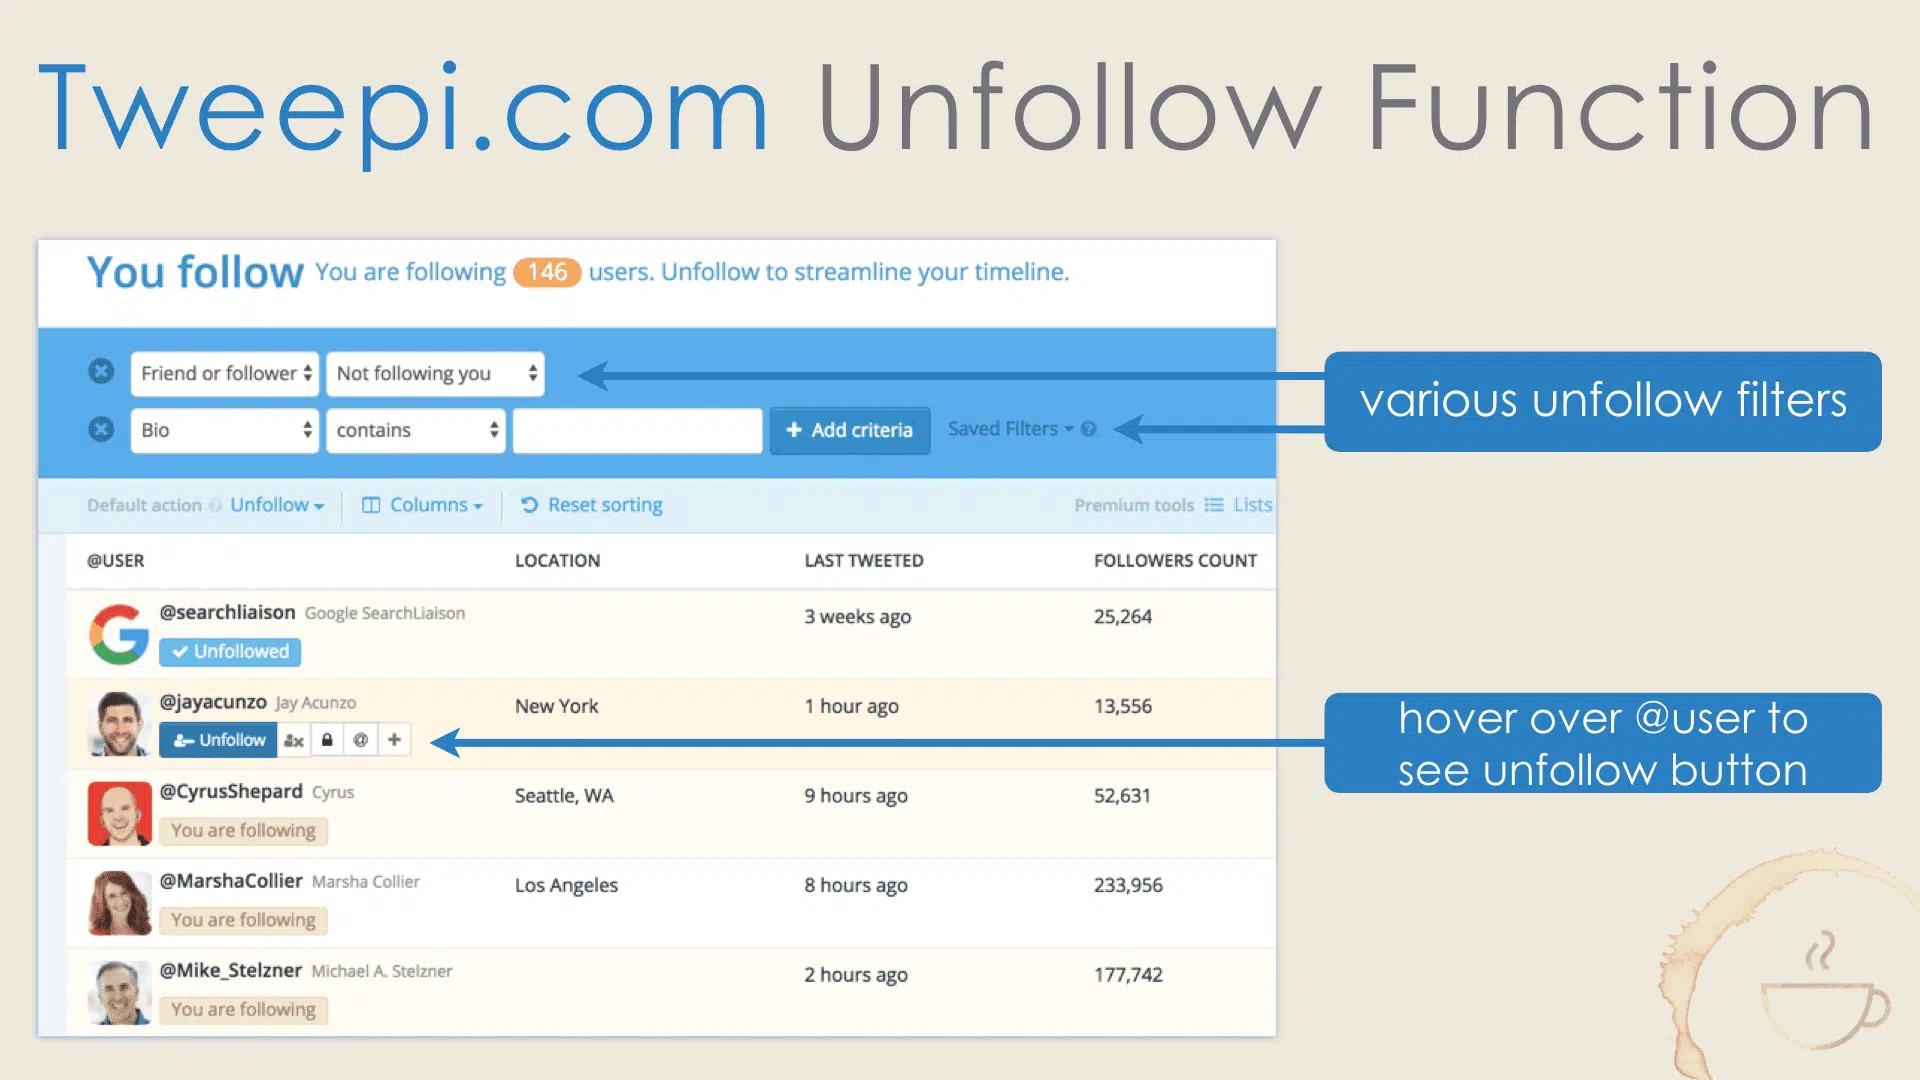 Tweepi.com Unfollow Function
You follow You are following 146 users. Unfollow to streamline your timeline.
Friend or follower Not following you
various unfollow filters
Bio contains + Add criteria Saved Filters ?
Default action ? Unfollow Columns Reset sorting Premium tools Lists
@USER LOCATION LAST TWEETED FOLLOWERS COUNT
@searchliaison Google SearchLiaison 3 weeks ago 25,264
Unfollowed
@jayacunzo Jay Acunzo New York 1 hour ago 13,556
Unfollow @ +
hover over @user to
see unfollow button
@CyrusShepard Cyrus Seattle, WA 9 hours ago 52,631
You are following
@MarshaCollier Marsha Collier Los Angeles 8 hours ago 233,956
You are following
@Mike_Stelzner Michael A. Stelzner 2 hours ago 177,742
You are following